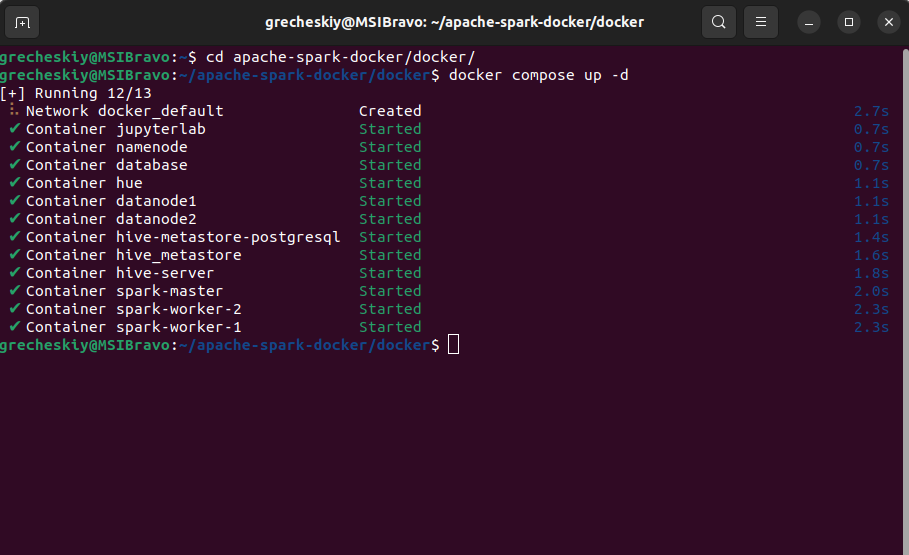 grecheskiy@MSIBravo: ~/apache-spark-docker/docker
grecheskiy@MSIBravo:~$ cd apache-spark-docker/docker/
grecheskiy@MSIBravo:~/apache-spark-docker/docker$ docker compose up -d
[+] Running 12/13
⠧ Network docker_default Created 2.7s
✔ Container jupyterlab Started 0.7s
✔ Container namenode Started 0.7s
✔ Container database Started 0.7s
✔ Container hue Started 1.1s
✔ Container datanode1 Started 1.1s
✔ Container datanode2 Started 1.1s
✔ Container hive-metastore-postgresql Started 1.4s
✔ Container hive_metastore Started 1.6s
✔ Container hive-server Started 1.8s
✔ Container spark-master Started 2.0s
✔ Container spark-worker-2 Started 2.3s
✔ Container spark-worker-1 Started 2.3s
grecheskiy@MSIBravo:~/apache-spark-docker/docker$